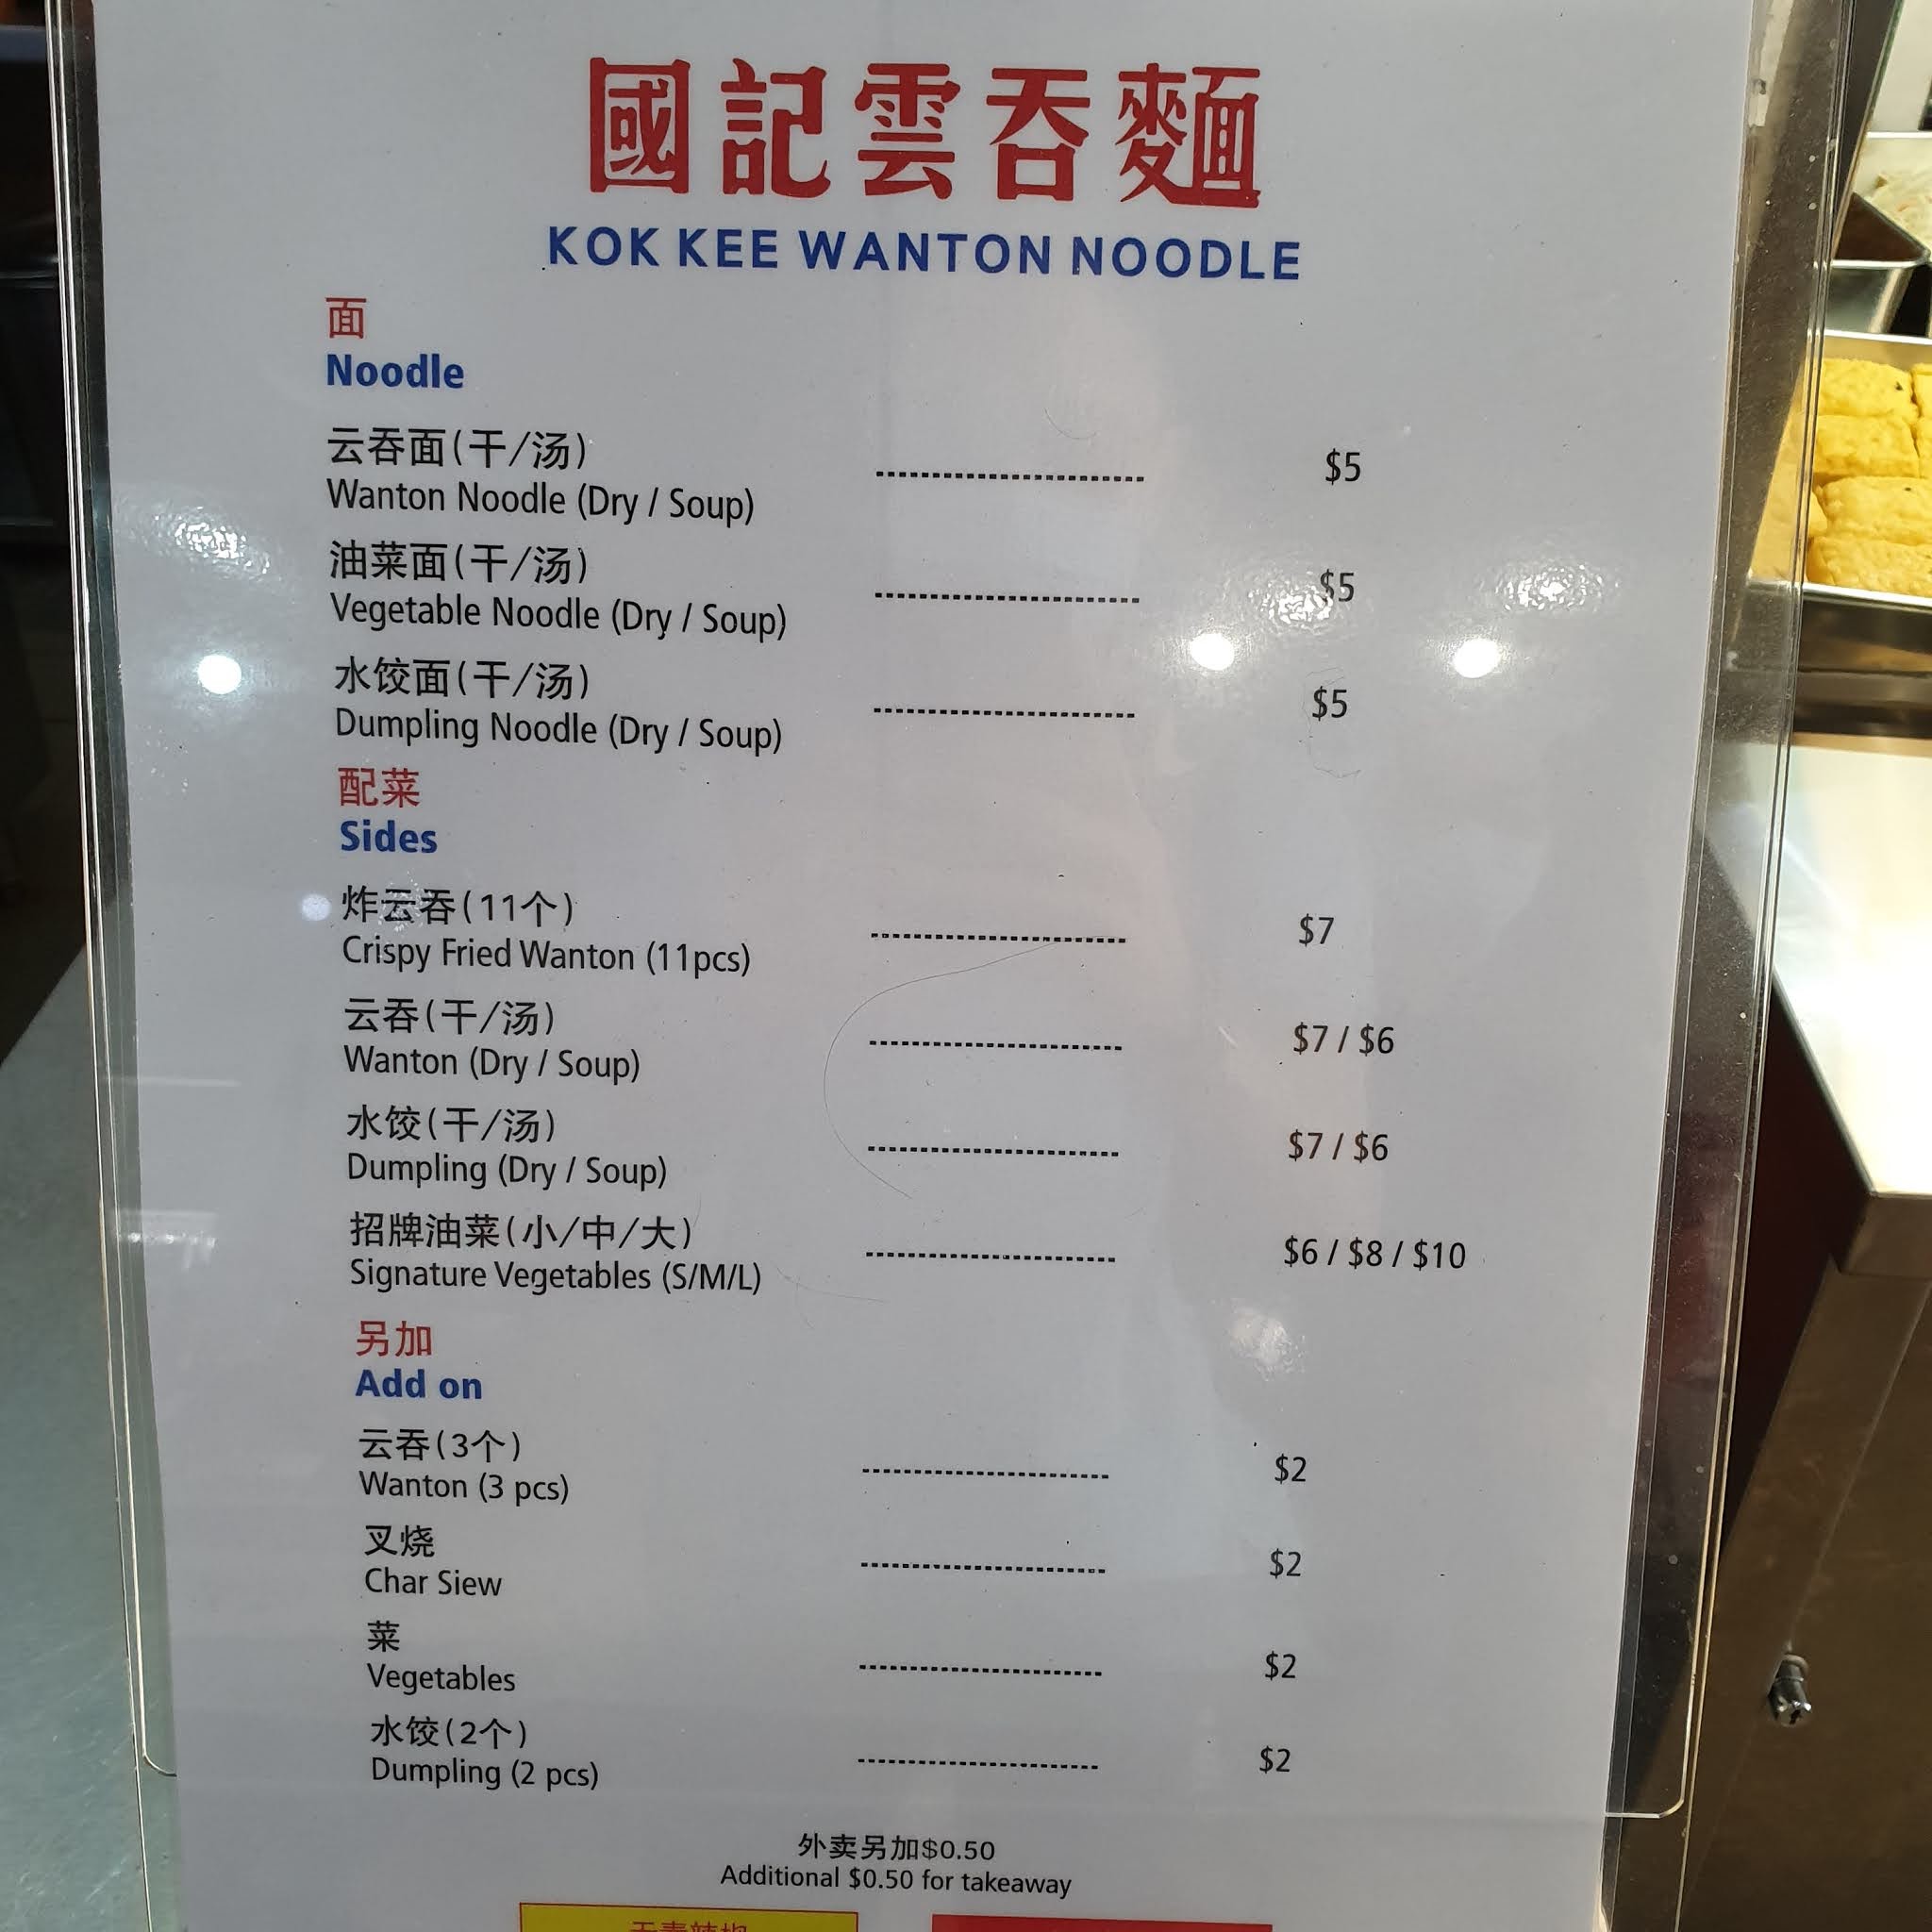 國記雲吞麵
KOK KEE WANTON NOODLE
面
Noodle
云吞面(干/汤)
Wanton Noodle (Dry / Soup) $5
油菜面(干/汤)
Vegetable Noodle (Dry / Soup) $5
水饺面(干/汤)
Dumpling Noodle (Dry / Soup) $5
配菜
Sides
炸云吞(11个)
Crispy Fried Wanton (11pcs) $7
云吞(干/汤)
Wanton (Dry / Soup) $7 / $6
水饺(干/汤)
Dumpling (Dry / Soup) $7 / $6
招牌油菜(小/中/大)
Signature Vegetables (S/M/L) $6 / $8 / $10
另加
Add on
云吞(3个)
Wanton (3 pcs) $2
叉烧
Char Siew $2
菜
Vegetables $2
水饺(2个)
Dumpling (2 pcs) $2
外卖另加$0.50
Additional $0.50 for takeaway